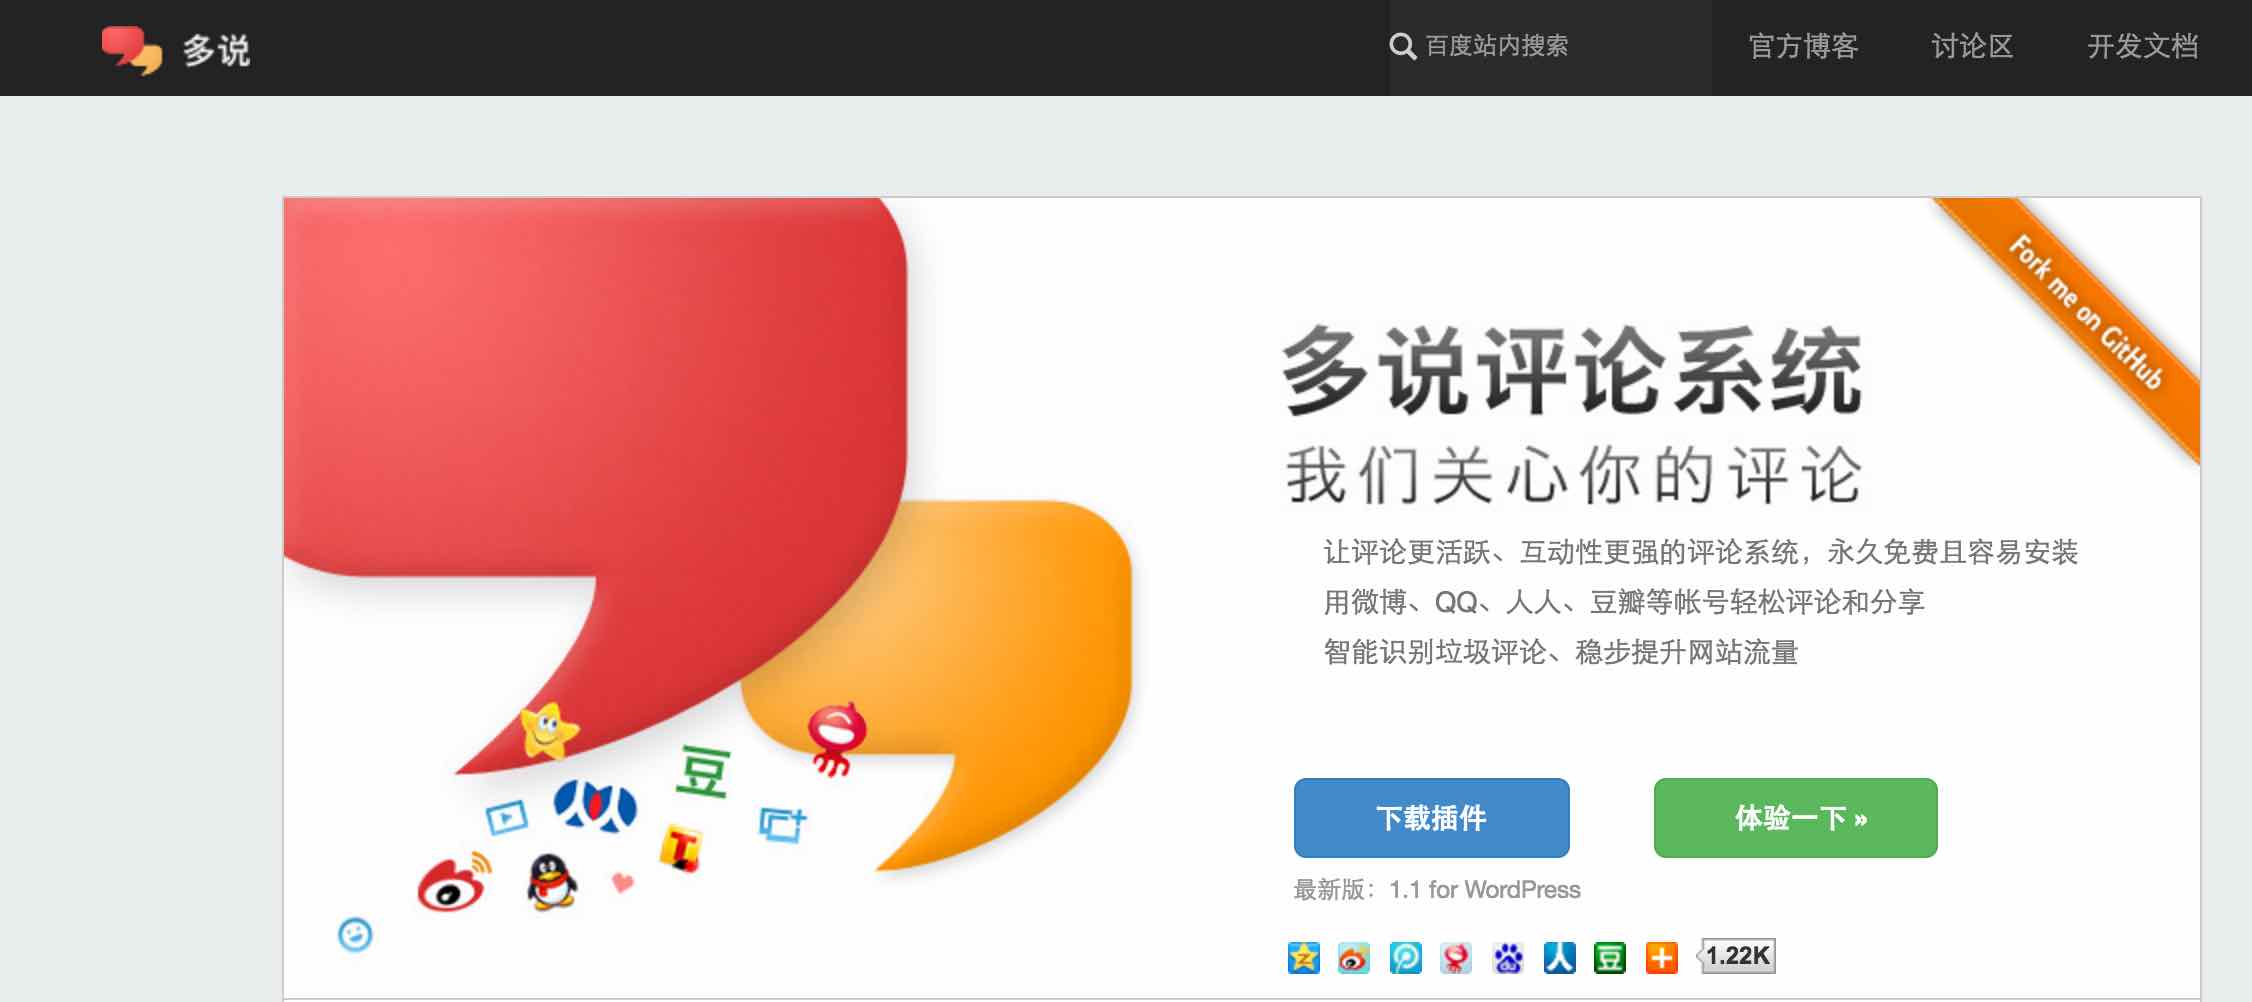 多说
百度站内搜索
官方博客
讨论区
开发文档
Fork me on GitHub
多说评论系统
我们关心你的评论
让评论更活跃、互动性更强的评论系统，永久免费且容易安装
用微博、QQ、人人、豆瓣等帐号轻松评论和分享
智能识别垃圾评论、稳步提升网站流量
豆
T
下载插件
体验一下 »
最新版：1.1 for WordPress
Z
du
人
豆
1.22K